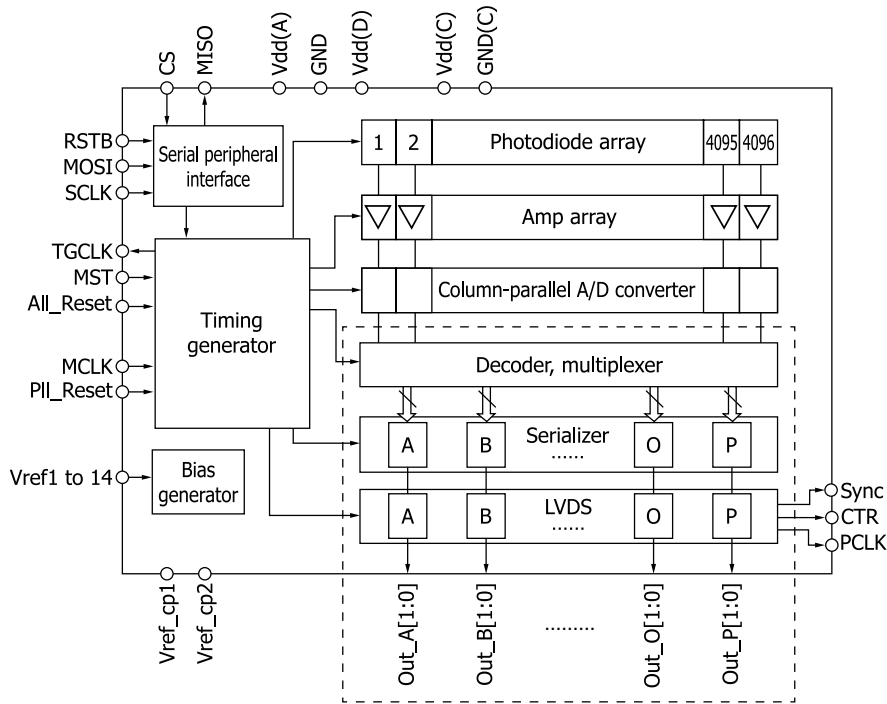 CS
MISO
Vdd(A)
GND
Vdd(D)
Vdd(C)
GND(C)
RSTB
MOSI
SCLK
Serial peripheral
interface
1
2
Photodiode array
4095
4096
Amp array
TGCLK
MST
All_Reset
MCLK
Pll_Reset
Timing
generator
Column-parallel A/D converter
Decoder, multiplexer
A
B
Serializer
......
O
P
Vref1 to 14
Bias
generator
A
B
LVDS
......
O
P
Sync
CTR
PCLK
Vref_cp1
Vref_cp2
Out_A[1:0]
Out_B[1:0]
.........
Out_O[1:0]
Out_P[1:0]